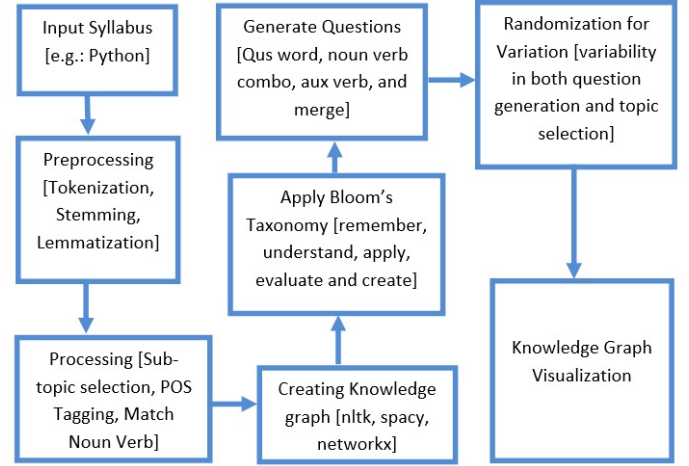 Input Syllabus
[e.g.: Python]
Preprocessing
[Tokenization,
Stemming,
Lemmatization]
Processing [Sub-
topic selection, POS
Tagging, Match
Noun Verb]
Creating Knowledge
graph [nltk, spacy,
networkx]
Apply Bloom's
Taxonomy [remember,
understand, apply,
evaluate and create]
Generate Questions
[Qus word, noun verb
combo, aux verb, and
merge]
Randomization for
Variation [variability
in both question
generation and topic
selection]
Knowledge Graph
Visualization